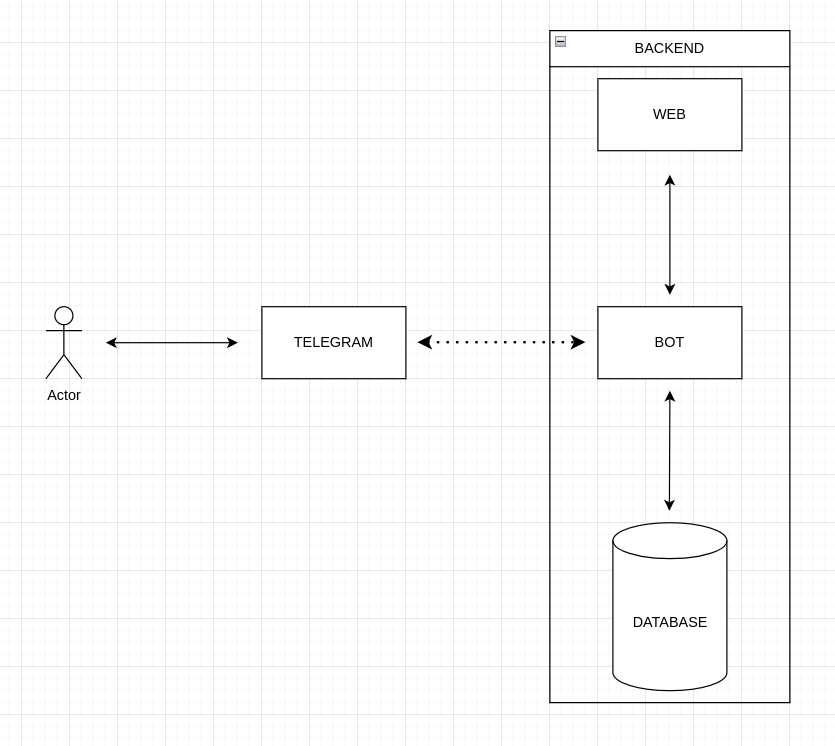 BACKEND
WEB
TELEGRAM
BOT
Actor
DATABASE